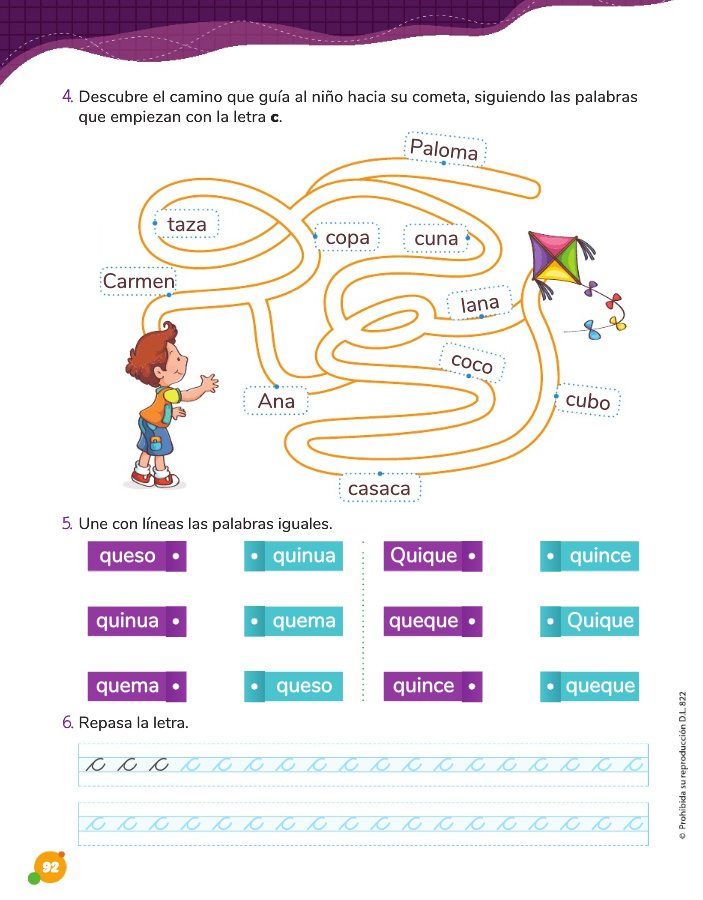 4. Descubre el camino que guía al niño hacia su cometa, siguiendo las palabras
que empiezan con la letra c.
Paloma
taza
copa
cuna
Carmen
lana
coco
Ana
cubo
casaca
5. Une con líneas las palabras iguales.
queso quinua Quique quince
quinua quema queque Quique
quema queso quince queque
6. Repasa la letra.
c c c c c c c c c c c c c c c c c c
c c c c c c c c c c c c c c c c c c
© Prohibida su reproducción D.L. 822
92